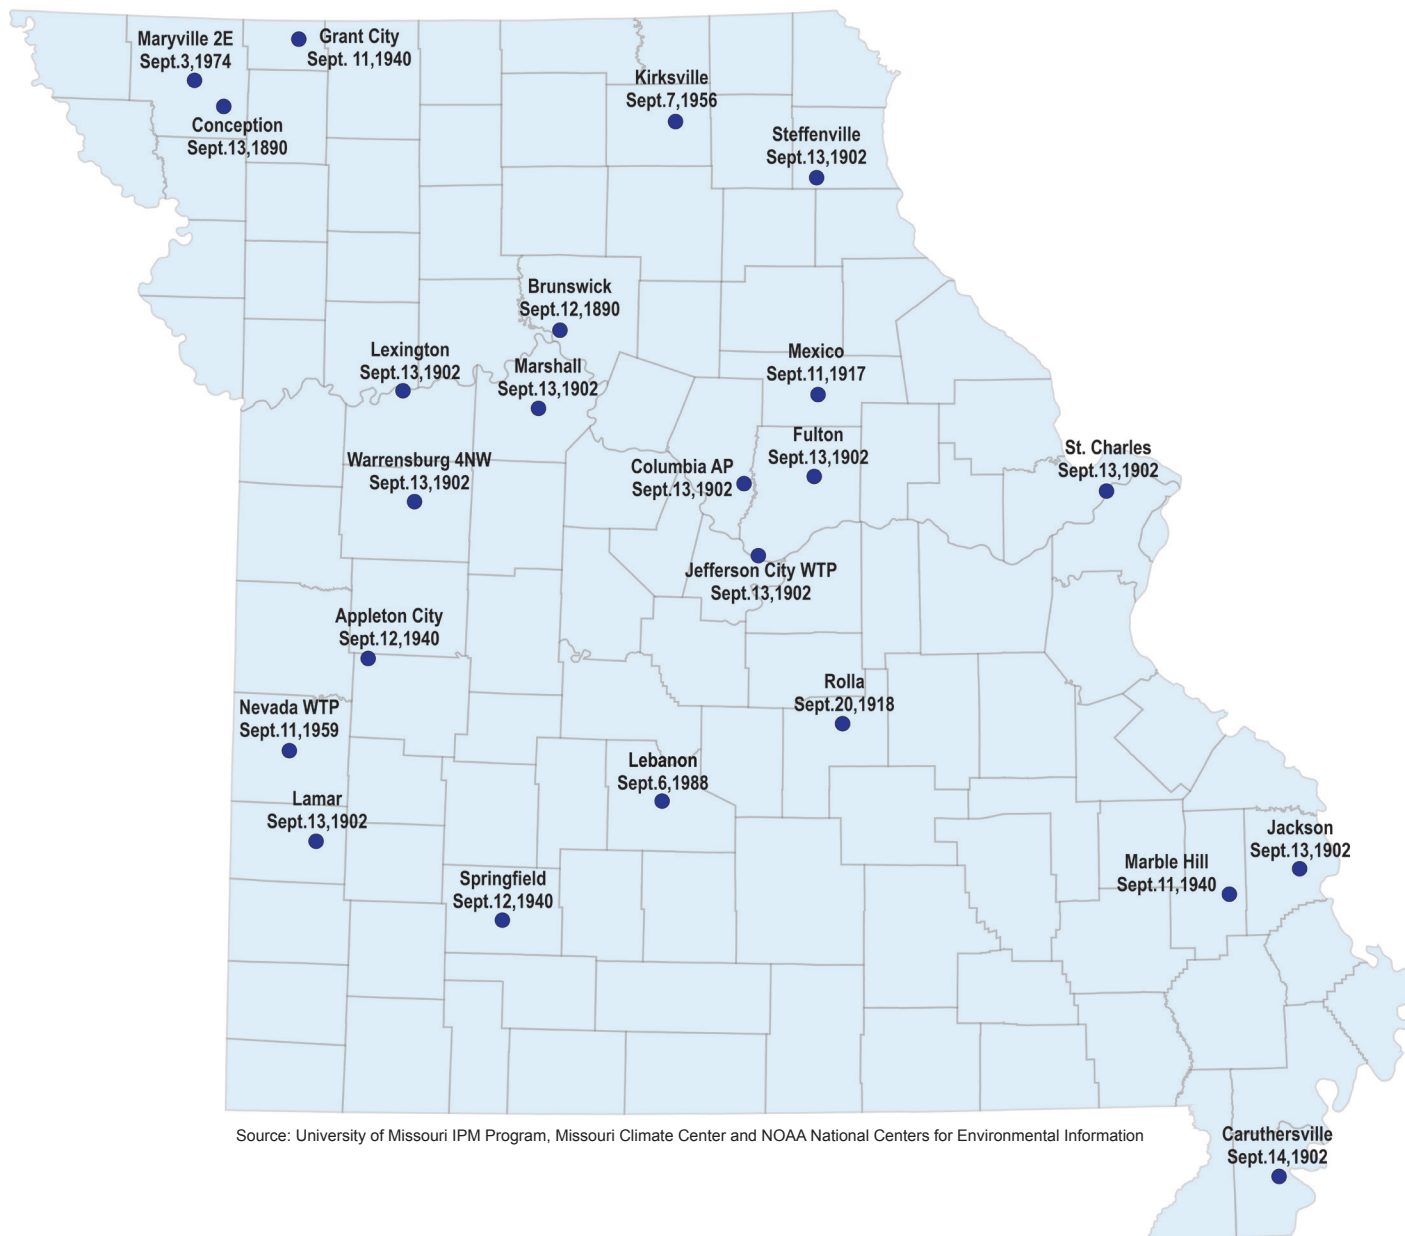 Maryville 2E
Sept.3,1974
Grant City
Sept. 11,1940
Conception
Sept.13,1890
Kirksville
Sept.7,1956
Steffenville
Sept.13,1902
Brunswick
Sept.12,1890
Lexington
Sept.13,1902
Marshall
Sept.13,1902
Mexico
Sept.11,1917
Warrensburg 4NW
Sept.13,1902
Columbia AP
Sept.13,1902
Fulton
Sept.13,1902
St. Charles
Sept.13,1902
Jefferson City WTP
Sept.13,1902
Appleton City
Sept.12,1940
Nevada WTP
Sept.11,1959
Rolla
Sept.20,1918
Lebanon
Sept.6,1988
Lamar
Sept.13,1902
Springfield
Sept.12,1940
Marble Hill
Sept.11,1940
Jackson
Sept.13,1902
Source: University of Missouri IPM Program, Missouri Climate Center and NOAA National Centers for Environmental Information
Caruthersville
Sept.14,1902